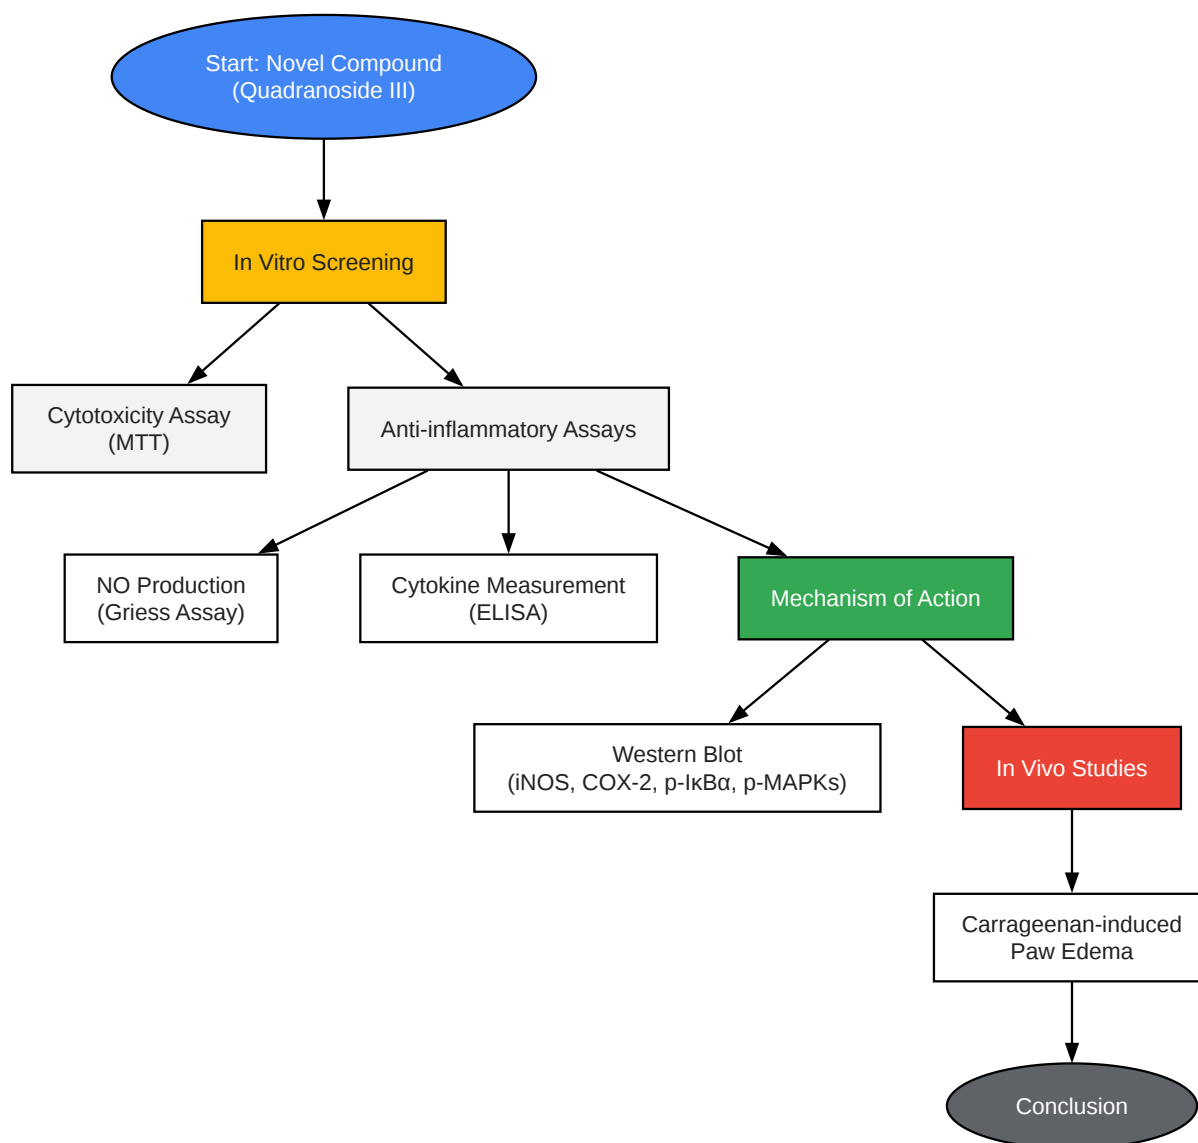 Start: Novel Compound
(Quadranoside III)
In Vitro Screening
Cytotoxicity Assay
(MTT)
Anti-inflammatory Assays
NO Production
(Griess Assay)
Cytokine Measurement
(ELISA)
Mechanism of Action
Western Blot
(iNOS, COX-2, p-IκBα, p-MAPKs)
In Vivo Studies
Carrageenan-induced
Paw Edema
Conclusion